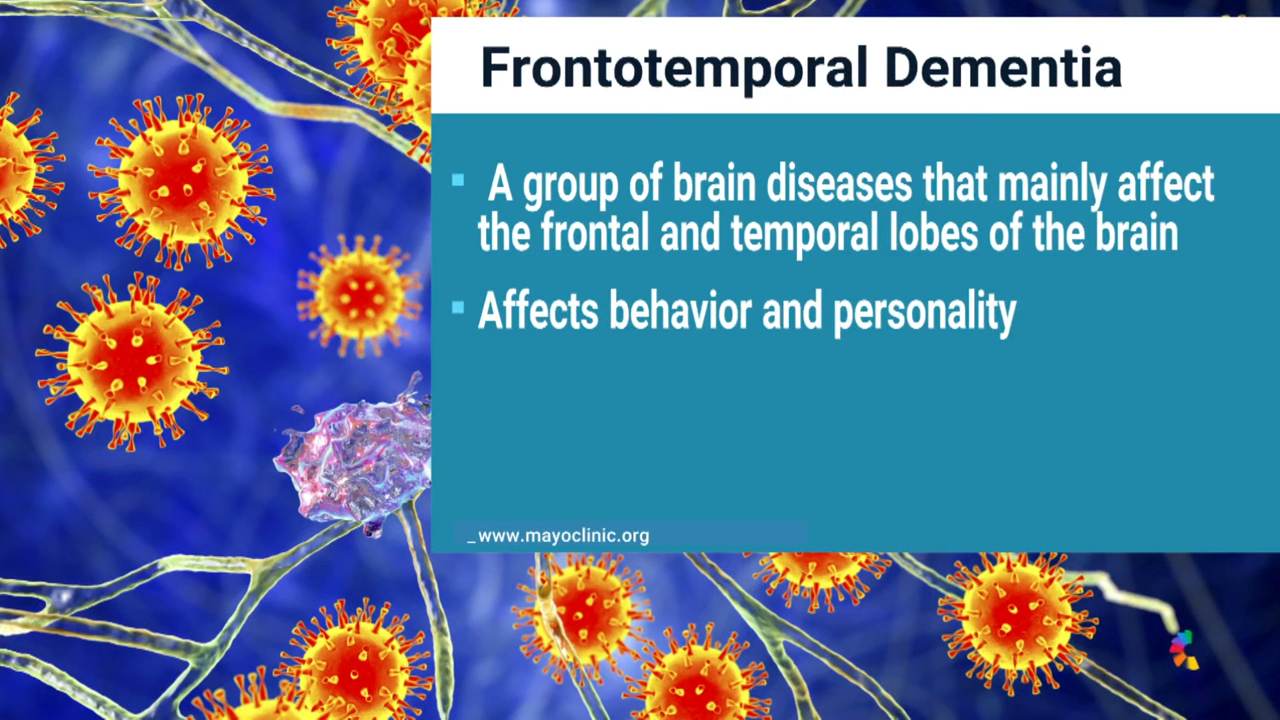 Frontotemporal Dementia
▪ A group of brain diseases that mainly affect
the frontal and temporal lobes of the brain
▪ Affects behavior and personality
_www.mayoclinic.org